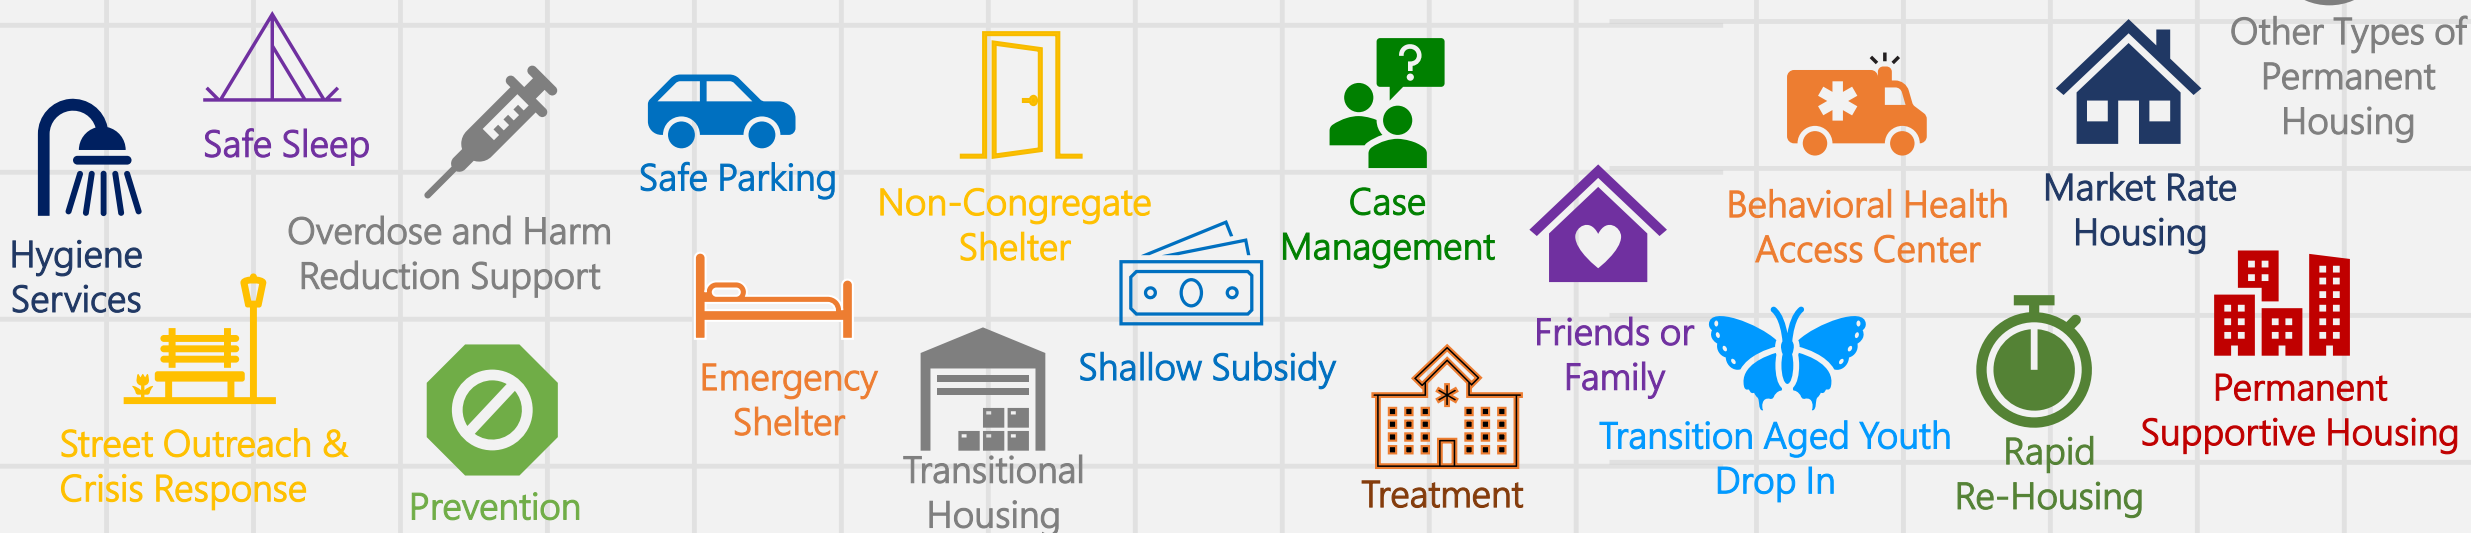 Safe Sleep
Hygiene
Services
Overdose and Harm
Reduction Support
Street Outreach &
Crisis Response
Prevention
Safe Parking
Emergency
Shelter
Non-Congregate
Shelter
Transitional
Housing
Shallow Subsidy
?
Case
Management
Treatment
Friends or
Family
Behavioral Health
Access Center
Transition Aged Youth
Drop In
Market Rate
Housing
Rapid
Re-Housing
Other Types of
Permanent
Housing
Permanent
Supportive Housing